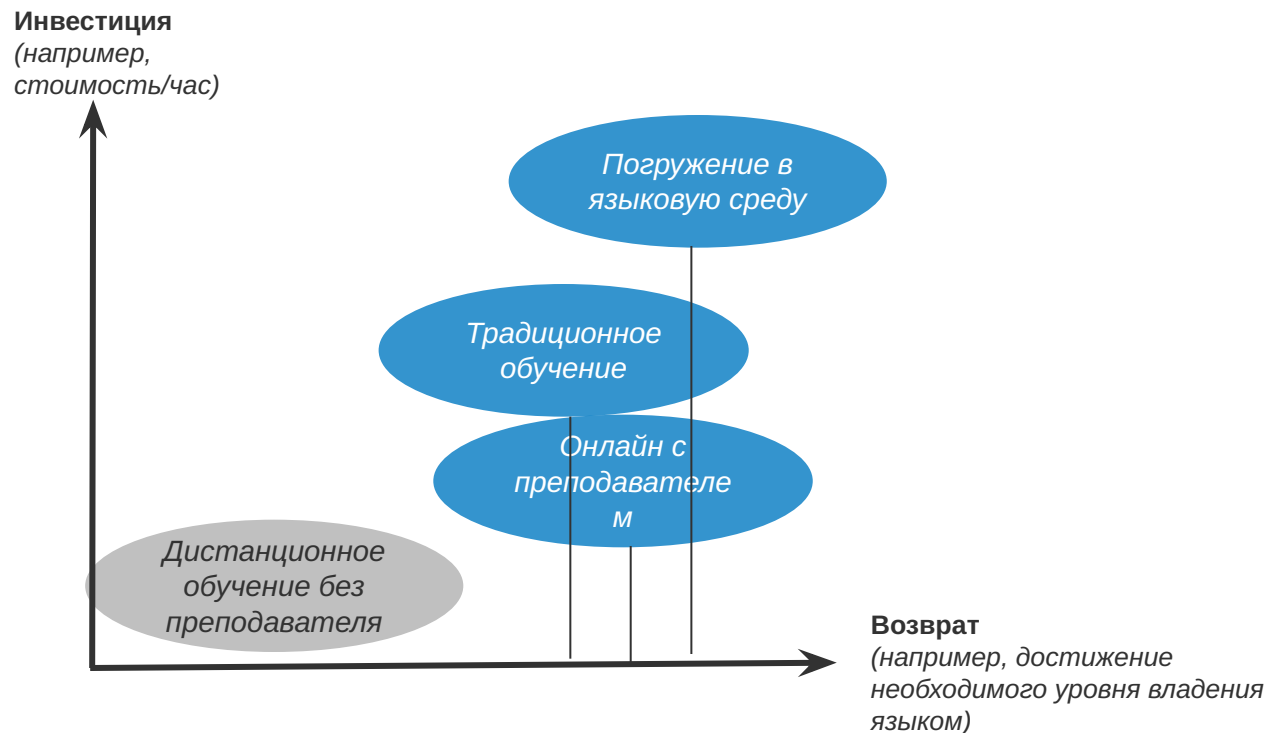 Инвестиция
(например,
стоимость/час)
Погружение в
языковую среду
Традиционное
обучение
Онлайн с
преподавателе
м
Дистанционное
обучение без
преподавателя
Возврат
(например, достижение
необходимого уровня владения
языком)